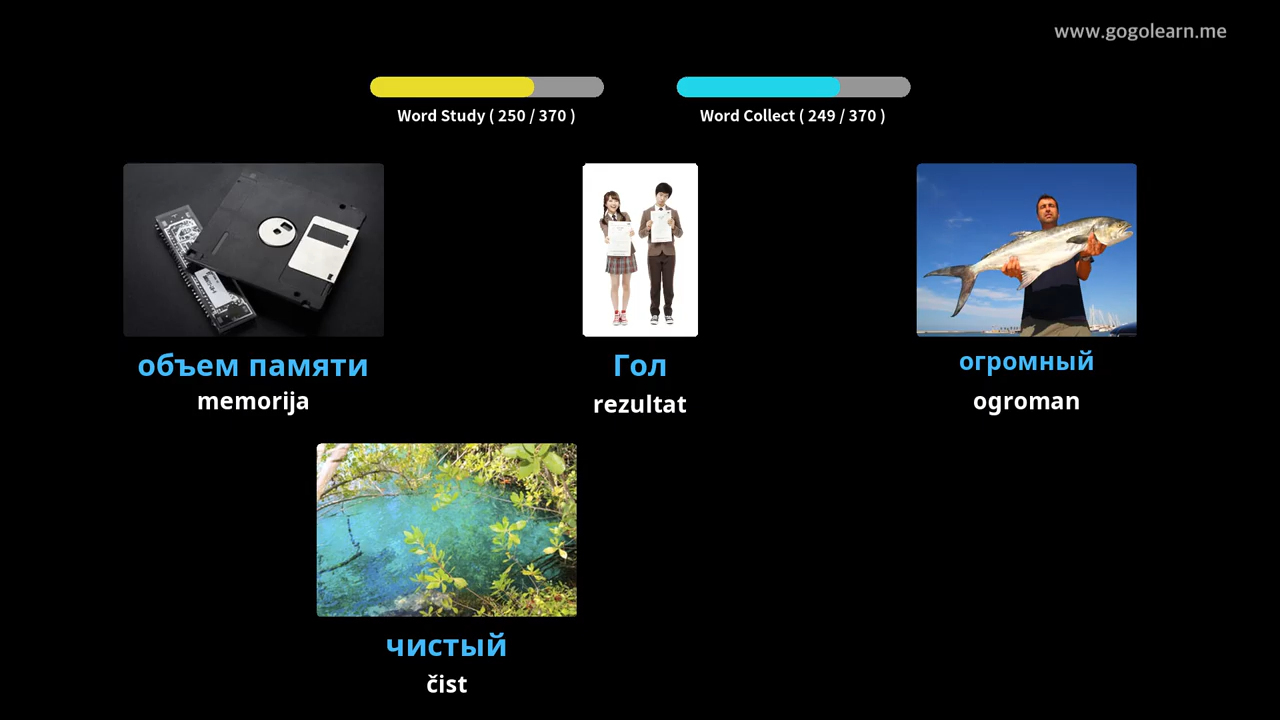 www.gogolearn.me
Word Study ( 250 / 370 )
Word Collect ( 249 / 370 )
объем памяти
memorija
Гол
rezultat
огромный
ogroman
чистый
čist